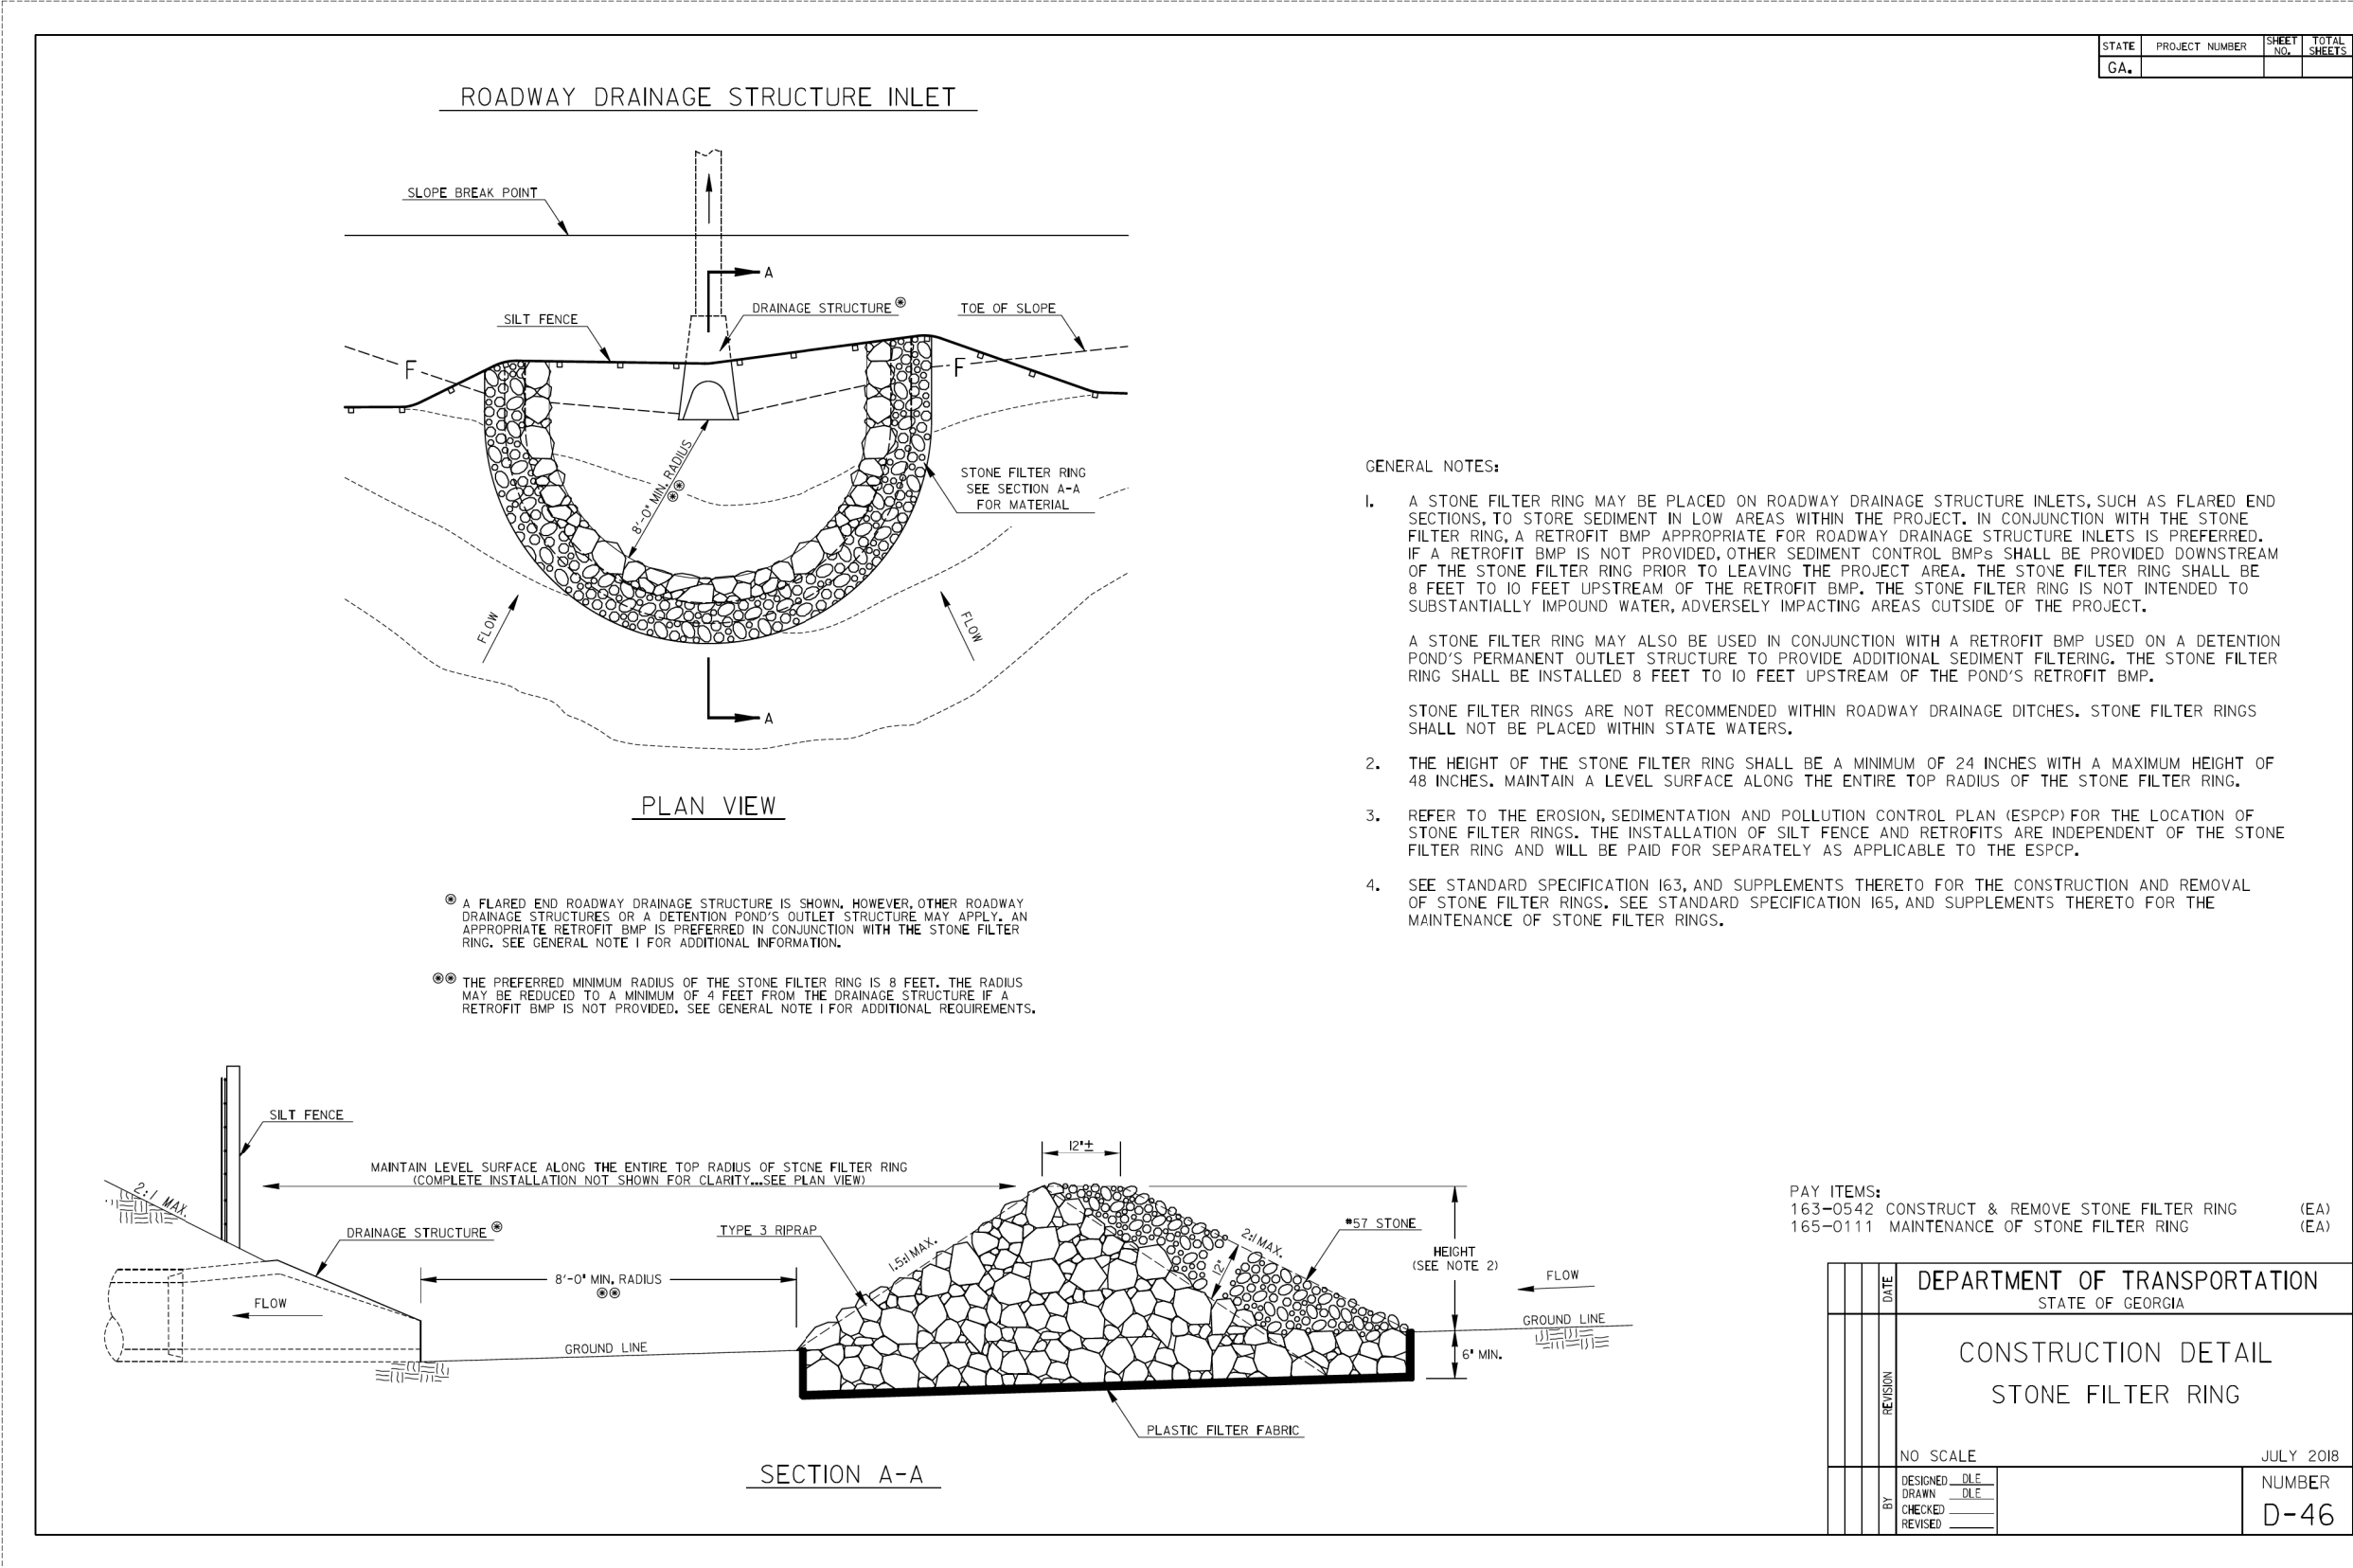 STATE PROJECT NUMBER SHEET NO. TOTAL SHEETS
GA.
ROADWAY DRAINAGE STRUCTURE INLET
SLOPE BREAK POINT
A
DRAINAGE STRUCTURE ⊛
TOE OF SLOPE
SILT FENCE
F
F
8'-0" MIN. RADIUS
⊛⊛
STONE FILTER RING
SEE SECTION A-A
FOR MATERIAL
FLOW
FLOW
A
PLAN VIEW
⊛ A FLARED END ROADWAY DRAINAGE STRUCTURE IS SHOWN. HOWEVER, OTHER ROADWAY
DRAINAGE STRUCTURES OR A DETENTION POND'S OUTLET STRUCTURE MAY APPLY. AN
APPROPRIATE RETROFIT BMP IS PREFERRED IN CONJUNCTION WITH THE STONE FILTER
RING. SEE GENERAL NOTE 1 FOR ADDITIONAL INFORMATION.
⊛⊛ THE PREFERRED MINIMUM RADIUS OF THE STONE FILTER RING IS 8 FEET. THE RADIUS
MAY BE REDUCED TO A MINIMUM OF 4 FEET FROM THE DRAINAGE STRUCTURE IF A
RETROFIT BMP IS NOT PROVIDED. SEE GENERAL NOTE 1 FOR ADDITIONAL REQUIREMENTS.
GENERAL NOTES:
1. A STONE FILTER RING MAY BE PLACED ON ROADWAY DRAINAGE STRUCTURE INLETS, SUCH AS FLARED END
SECTIONS, TO STORE SEDIMENT IN LOW AREAS WITHIN THE PROJECT. IN CONJUNCTION WITH THE STONE
FILTER RING, A RETROFIT BMP APPROPRIATE FOR ROADWAY DRAINAGE STRUCTURE INLETS IS PREFERRED.
IF A RETROFIT BMP IS NOT PROVIDED, OTHER SEDIMENT CONTROL BMPs SHALL BE PROVIDED DOWNSTREAM
OF THE STONE FILTER RING PRIOR TO LEAVING THE PROJECT AREA. THE STONE FILTER RING SHALL BE
8 FEET TO 10 FEET UPSTREAM OF THE RETROFIT BMP. THE STONE FILTER RING IS NOT INTENDED TO
SUBSTANTIALLY IMPOUND WATER, ADVERSELY IMPACTING AREAS OUTSIDE OF THE PROJECT.
A STONE FILTER RING MAY ALSO BE USED IN CONJUNCTION WITH A RETROFIT BMP USED ON A DETENTION
POND'S PERMANENT OUTLET STRUCTURE TO PROVIDE ADDITIONAL SEDIMENT FILTERING. THE STONE FILTER
RING SHALL BE INSTALLED 8 FEET TO 10 FEET UPSTREAM OF THE POND'S RETROFIT BMP.
STONE FILTER RINGS ARE NOT RECOMMENDED WITHIN ROADWAY DRAINAGE DITCHES. STONE FILTER RINGS
SHALL NOT BE PLACED WITHIN STATE WATERS.
2. THE HEIGHT OF THE STONE FILTER RING SHALL BE A MINIMUM OF 24 INCHES WITH A MAXIMUM HEIGHT OF
48 INCHES. MAINTAIN A LEVEL SURFACE ALONG THE ENTIRE TOP RADIUS OF THE STONE FILTER RING.
3. REFER TO THE EROSION, SEDIMENTATION AND POLLUTION CONTROL PLAN (ESPCP) FOR THE LOCATION OF
STONE FILTER RINGS. THE INSTALLATION OF SILT FENCE AND RETROFITS ARE INDEPENDENT OF THE STONE
FILTER RING AND WILL BE PAID FOR SEPARATELY AS APPLICABLE TO THE ESPCP.
4. SEE STANDARD SPECIFICATION 163, AND SUPPLEMENTS THERETO FOR THE CONSTRUCTION AND REMOVAL
OF STONE FILTER RINGS. SEE STANDARD SPECIFICATION 165, AND SUPPLEMENTS THERETO FOR THE
MAINTENANCE OF STONE FILTER RINGS.
SILT FENCE
2:1 MAX.
MAINTAIN LEVEL SURFACE ALONG THE ENTIRE TOP RADIUS OF STONE FILTER RING
(COMPLETE INSTALLATION NOT SHOWN FOR CLARITY...SEE PLAN VIEW)
12"±
DRAINAGE STRUCTURE ⊛
TYPE 3 RIPRAP
1.5:1 MAX.
2:1 MAX.
12"
#57 STONE
HEIGHT
(SEE NOTE 2)
FLOW
8'-0" MIN. RADIUS
⊛⊛
FLOW
GROUND LINE
GROUND LINE
6" MIN.
PLASTIC FILTER FABRIC
SECTION A-A
PAY ITEMS:
163-0542 CONSTRUCT & REMOVE STONE FILTER RING (EA)
165-0111 MAINTENANCE OF STONE FILTER RING (EA)
DATE
REVISION
BY
DEPARTMENT OF TRANSPORTATION
STATE OF GEORGIA
CONSTRUCTION DETAIL
STONE FILTER RING
NO SCALE JULY 2018
DESIGNED DLE
DRAWN DLE
CHECKED
REVISED
NUMBER
D-46